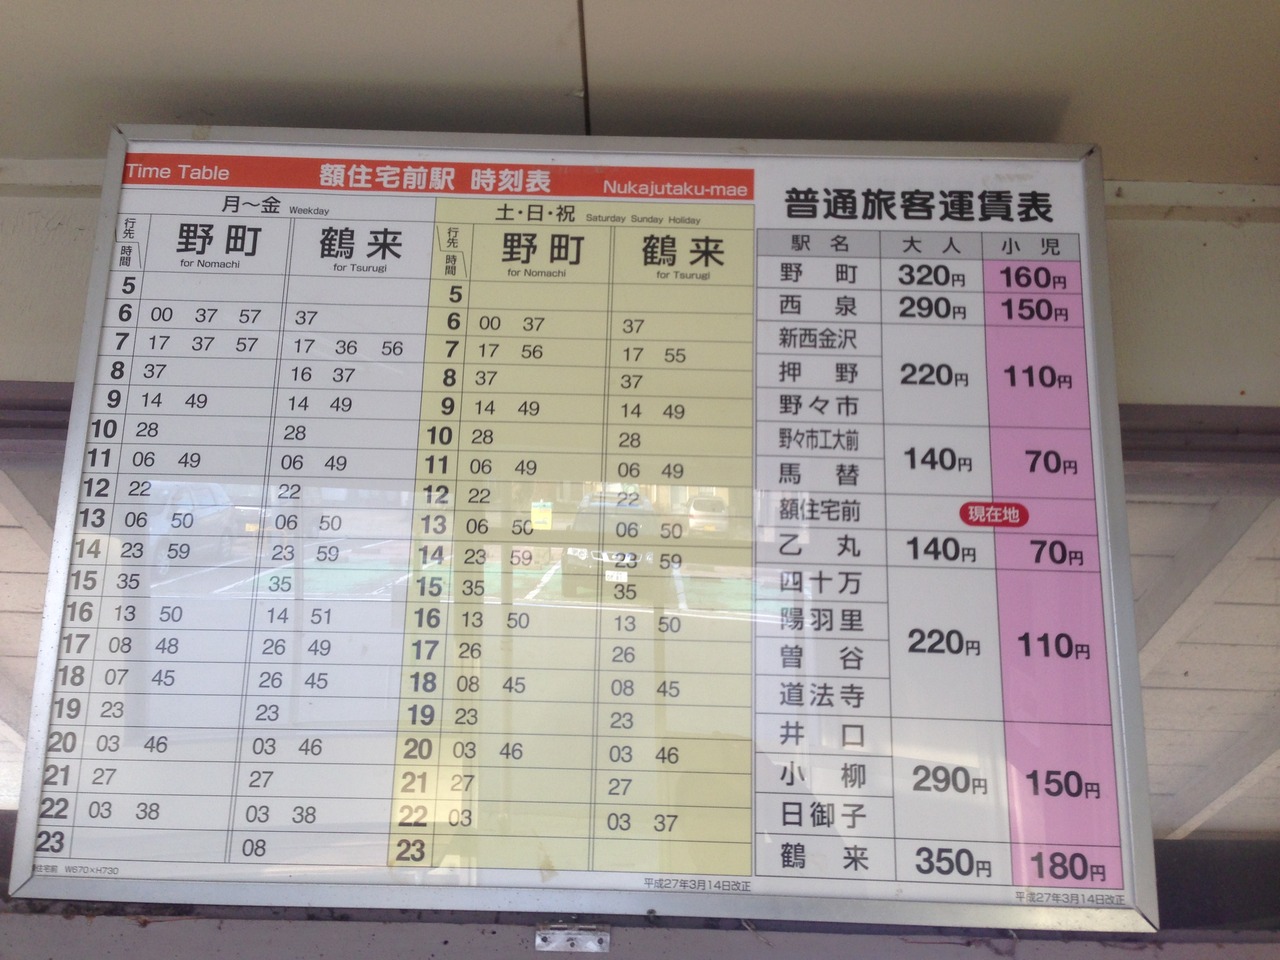 Time Table 額住宅前駅 時刻表 Nukajutaku-mae
月～金 Weekday 土・日・祝 Saturday Sunday Holiday
行先 野町 鶴来 行先 野町 鶴来
時間 for Nomachi for Tsurugi 時間 for Nomachi for Tsurugi
5 5
6 00 37 57 37 6 00 37 37
7 17 37 57 17 36 56 7 17 56 17 55
8 37 16 37 8 37 37
9 14 49 14 49 9 14 49 14 49
10 28 28 10 28 28
11 06 49 06 49 11 06 49 06 49
12 22 22 12 22 22
13 06 50 06 50 13 06 50 06 50
14 23 59 23 59 14 23 59 23 59
15 35 35 15 35 35
16 13 50 14 51 16 13 50 13 50
17 08 48 26 49 17 26 26
18 07 45 26 45 18 08 45 08 45
19 23 23 19 23 23
20 03 46 03 46 20 03 46 03 46
21 27 27 21 27 27
22 03 38 03 38 22 03 03 37
23 08 23
住宅前 W670×H730 平成27年3月14日改正
普通旅客運賃表
駅名 大人 小児
野町 320円 160円
西泉 290円 150円
新西金沢
押野 220円 110円
野々市
野々市工大前
馬替 140円 70円
額住宅前 現在地
乙丸 140円 70円
四十万
陽羽里
曽谷 220円 110円
道法寺
井口
小柳 290円 150円
日御子
鶴来 350円 180円
平成27年3月14日改正